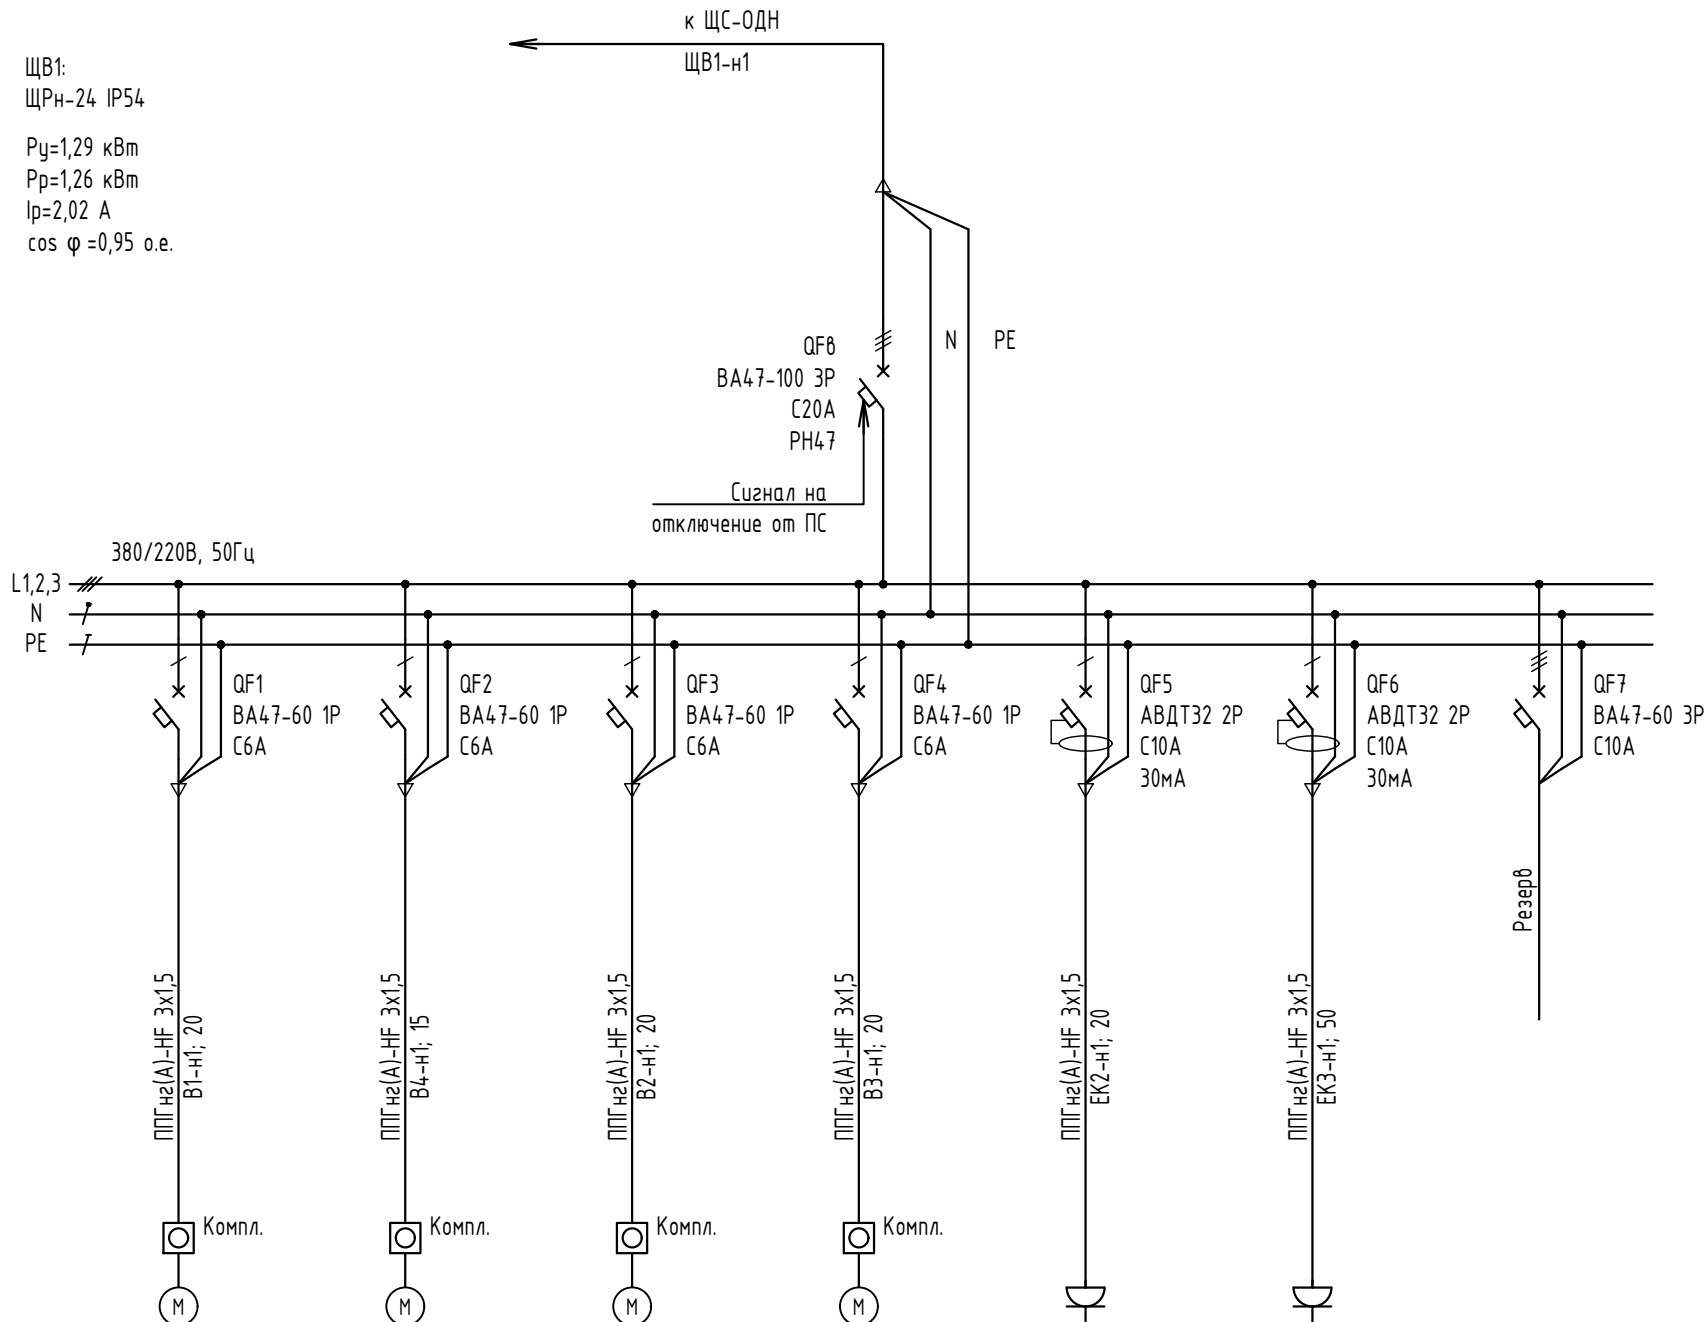 к ЩС-ОДН
ЩВ1-н1
ЩВ1:
ЩРн-24 IP54
Ру=1,29 кВт
Рр=1,26 кВт
Iр=2,02 А
cos φ =0,95 о.е.
QFв
ВА47-100 3Р
С20А
РН47
N
PE
Сигнал на
отключение от ПС
380/220В, 50Гц
L1,2,3
N
PE
QF1
ВА47-60 1Р
С6А
QF2
ВА47-60 1Р
С6А
QF3
ВА47-60 1Р
С6А
QF4
ВА47-60 1Р
С6А
QF5
АВДТ32 2Р
С10А
30мА
QF6
АВДТ32 2Р
С10А
30мА
QF7
ВА47-60 3Р
С10А
ППГнг(А)-HF 3х1,5
В1-н1; 20
ППГнг(А)-HF 3х1,5
В4-н1; 15
ППГнг(А)-HF 3х1,5
В2-н1; 20
ППГнг(А)-HF 3х1,5
В3-н1; 20
ППГнг(А)-HF 3х1,5
ЕК2-н1; 20
ППГнг(А)-HF 3х1,5
ЕК3-н1; 50
Резерв
Компл.
Компл.
Компл.
Компл.
М
М
М
М